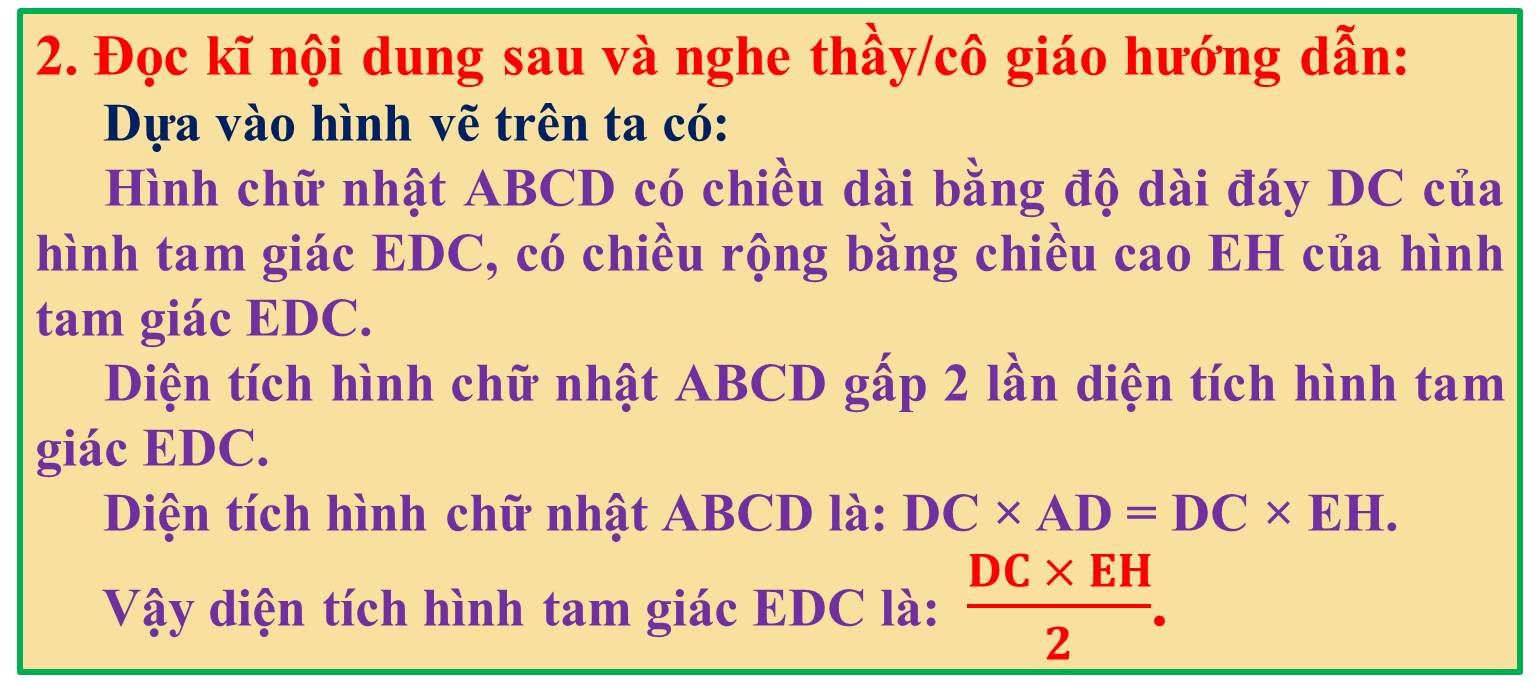 2. Đọc kĩ nội dung sau và nghe thầy/cô giáo hướng dẫn:
Dựa vào hình vẽ trên ta có:
Hình chữ nhật ABCD có chiều dài bằng độ dài đáy DC của
hình tam giác EDC, có chiều rộng bằng chiều cao EH của hình
tam giác EDC.
Diện tích hình chữ nhật ABCD gấp 2 lần diện tích hình tam
giác EDC.
Diện tích hình chữ nhật ABCD là: DC × AD = DC × EH.
Vậy diện tích hình tam giác EDC là: DC × EH / 2.